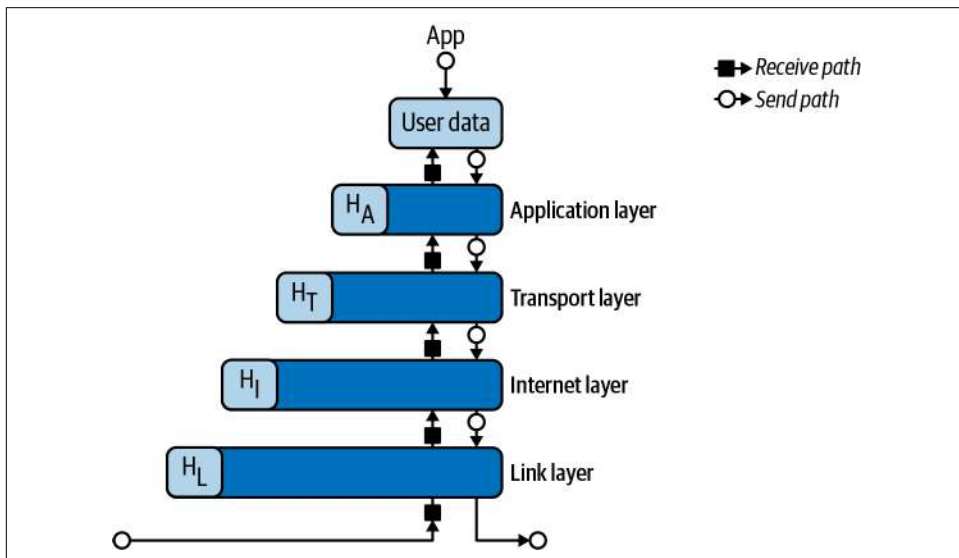 App
Receive path
Send path
User data
HA
Application layer
HT
Transport layer
HI
Internet layer
HL
Link layer